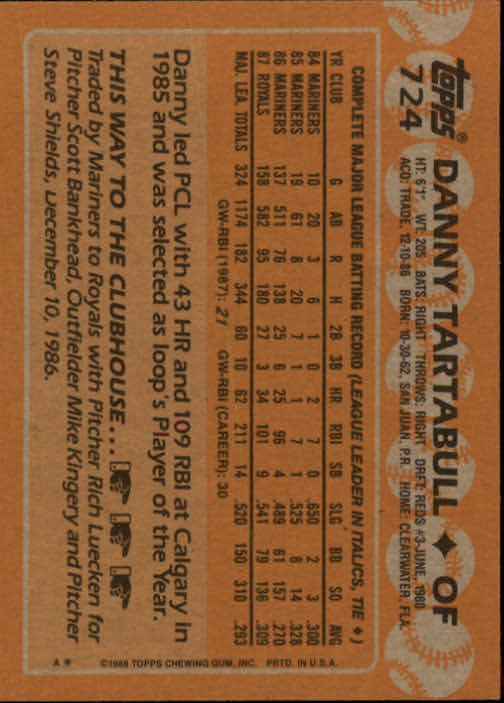 topps® DANNY TARTABULL ♦ OF
724 HT: 6'1" WT: 205 BATS: RIGHT THROWS: RIGHT DRFT: REDS #3-JUNE, 1980
ACQ: TRADE, 12-10-86 BORN: 10-30-62, SAN JUAN, P.R. HOME: CLEARWATER, FLA.
COMPLETE MAJOR LEAGUE BATTING RECORD (LEAGUE LEADER IN ITALICS, TIE ♦)
YR CLUB G AB R H 2B 3B HR RBI SB SLG BB SO AVG
84 MARINERS 10 20 3 6 1 0 2 7 0 .650 2 3 .300
85 MARINERS 19 61 8 20 7 1 1 7 1 .525 8 14 .328
86 MARINERS 137 511 76 138 25 6 25 96 4 .489 61 157 .270
87 ROYALS 158 582 95 180 27 3 34 101 9 .541 79 136 .309
MAJ. LEA. TOTALS 324 1174 182 344 60 10 62 211 14 .520 150 310 .293
GW-RBI (1987): 21 GW-RBI (CAREER): 30
Danny led PCL with 43 HR and 109 RBI at Calgary in
1985 and was selected as loop's Player of the Year.
THIS WAY TO THE CLUBHOUSE...
Traded by Mariners to Royals with Pitcher Rich Luecken for
Pitcher Scott Bankhead, Outfielder Mike Kingery and Pitcher
Steve Shields, December 10, 1986.
A* ©1988 TOPPS CHEWING GUM, INC. PRTD. IN U.S.A.